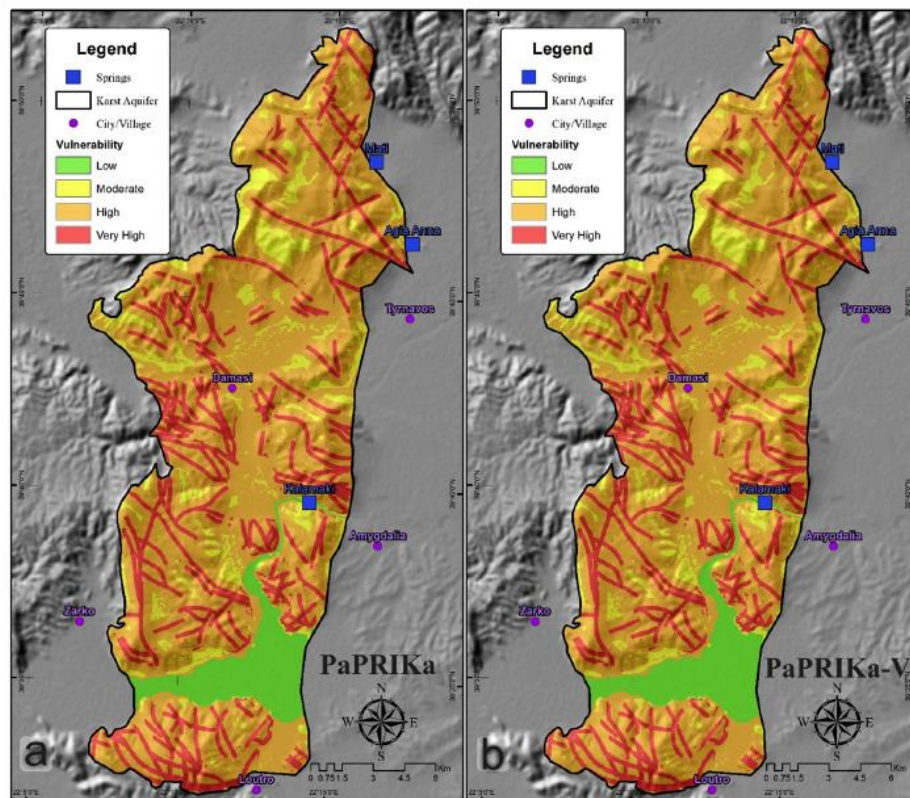 Legend
Springs
Karst Aquifer
City/Village
Vulnerability
Low
Moderate
High
Very High
Mati
Agia Anna
Tyrnavos
Damasi
Kalamaki
Amygdalia
Zarko
PaPRIKa
N
W E
S
Loutro
0 0.75 1.5 3 4.5 6
Km
a
Legend
Springs
Karst Aquifer
City/Village
Vulnerability
Low
Moderate
High
Very High
Mati
Agia Anna
Tyrnavos
Damasi
Kalamaki
Amygdalia
Zarko
PaPRIKa-V
N
W E
S
Loutro
0 0.75 1.5 3 4.5 6
Km
b